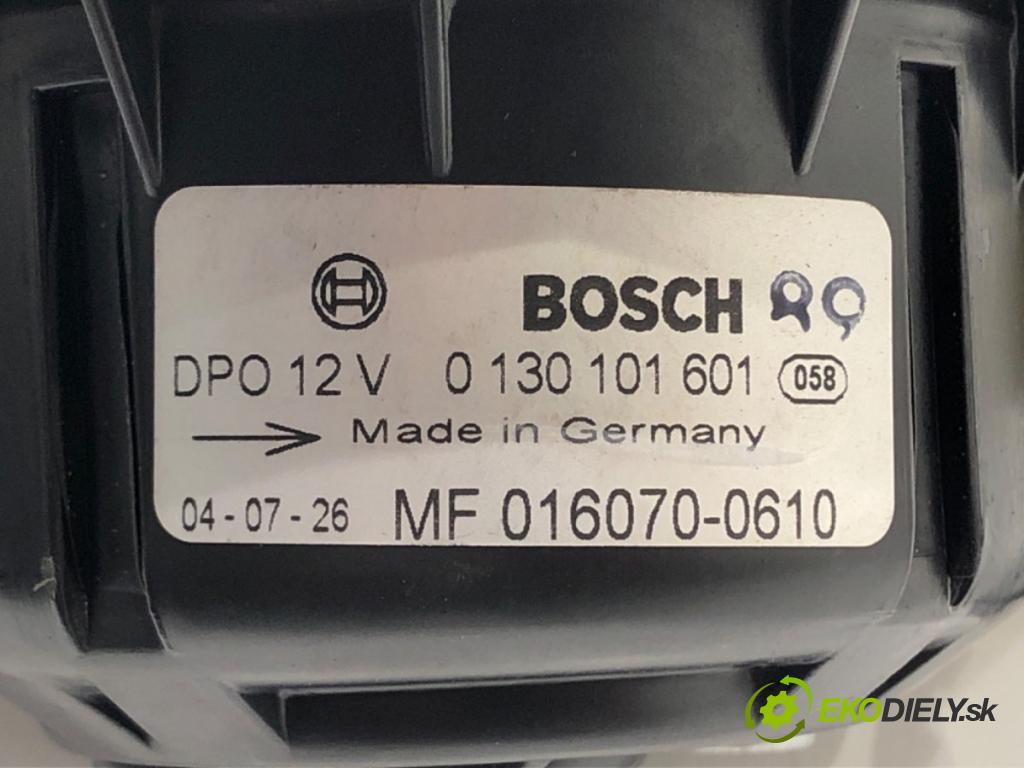 BOSCH
DPO 12 V 0 130 101 601 058
Made in Germany
04-07-26 MF 016070-0610
EKODIELY.sk